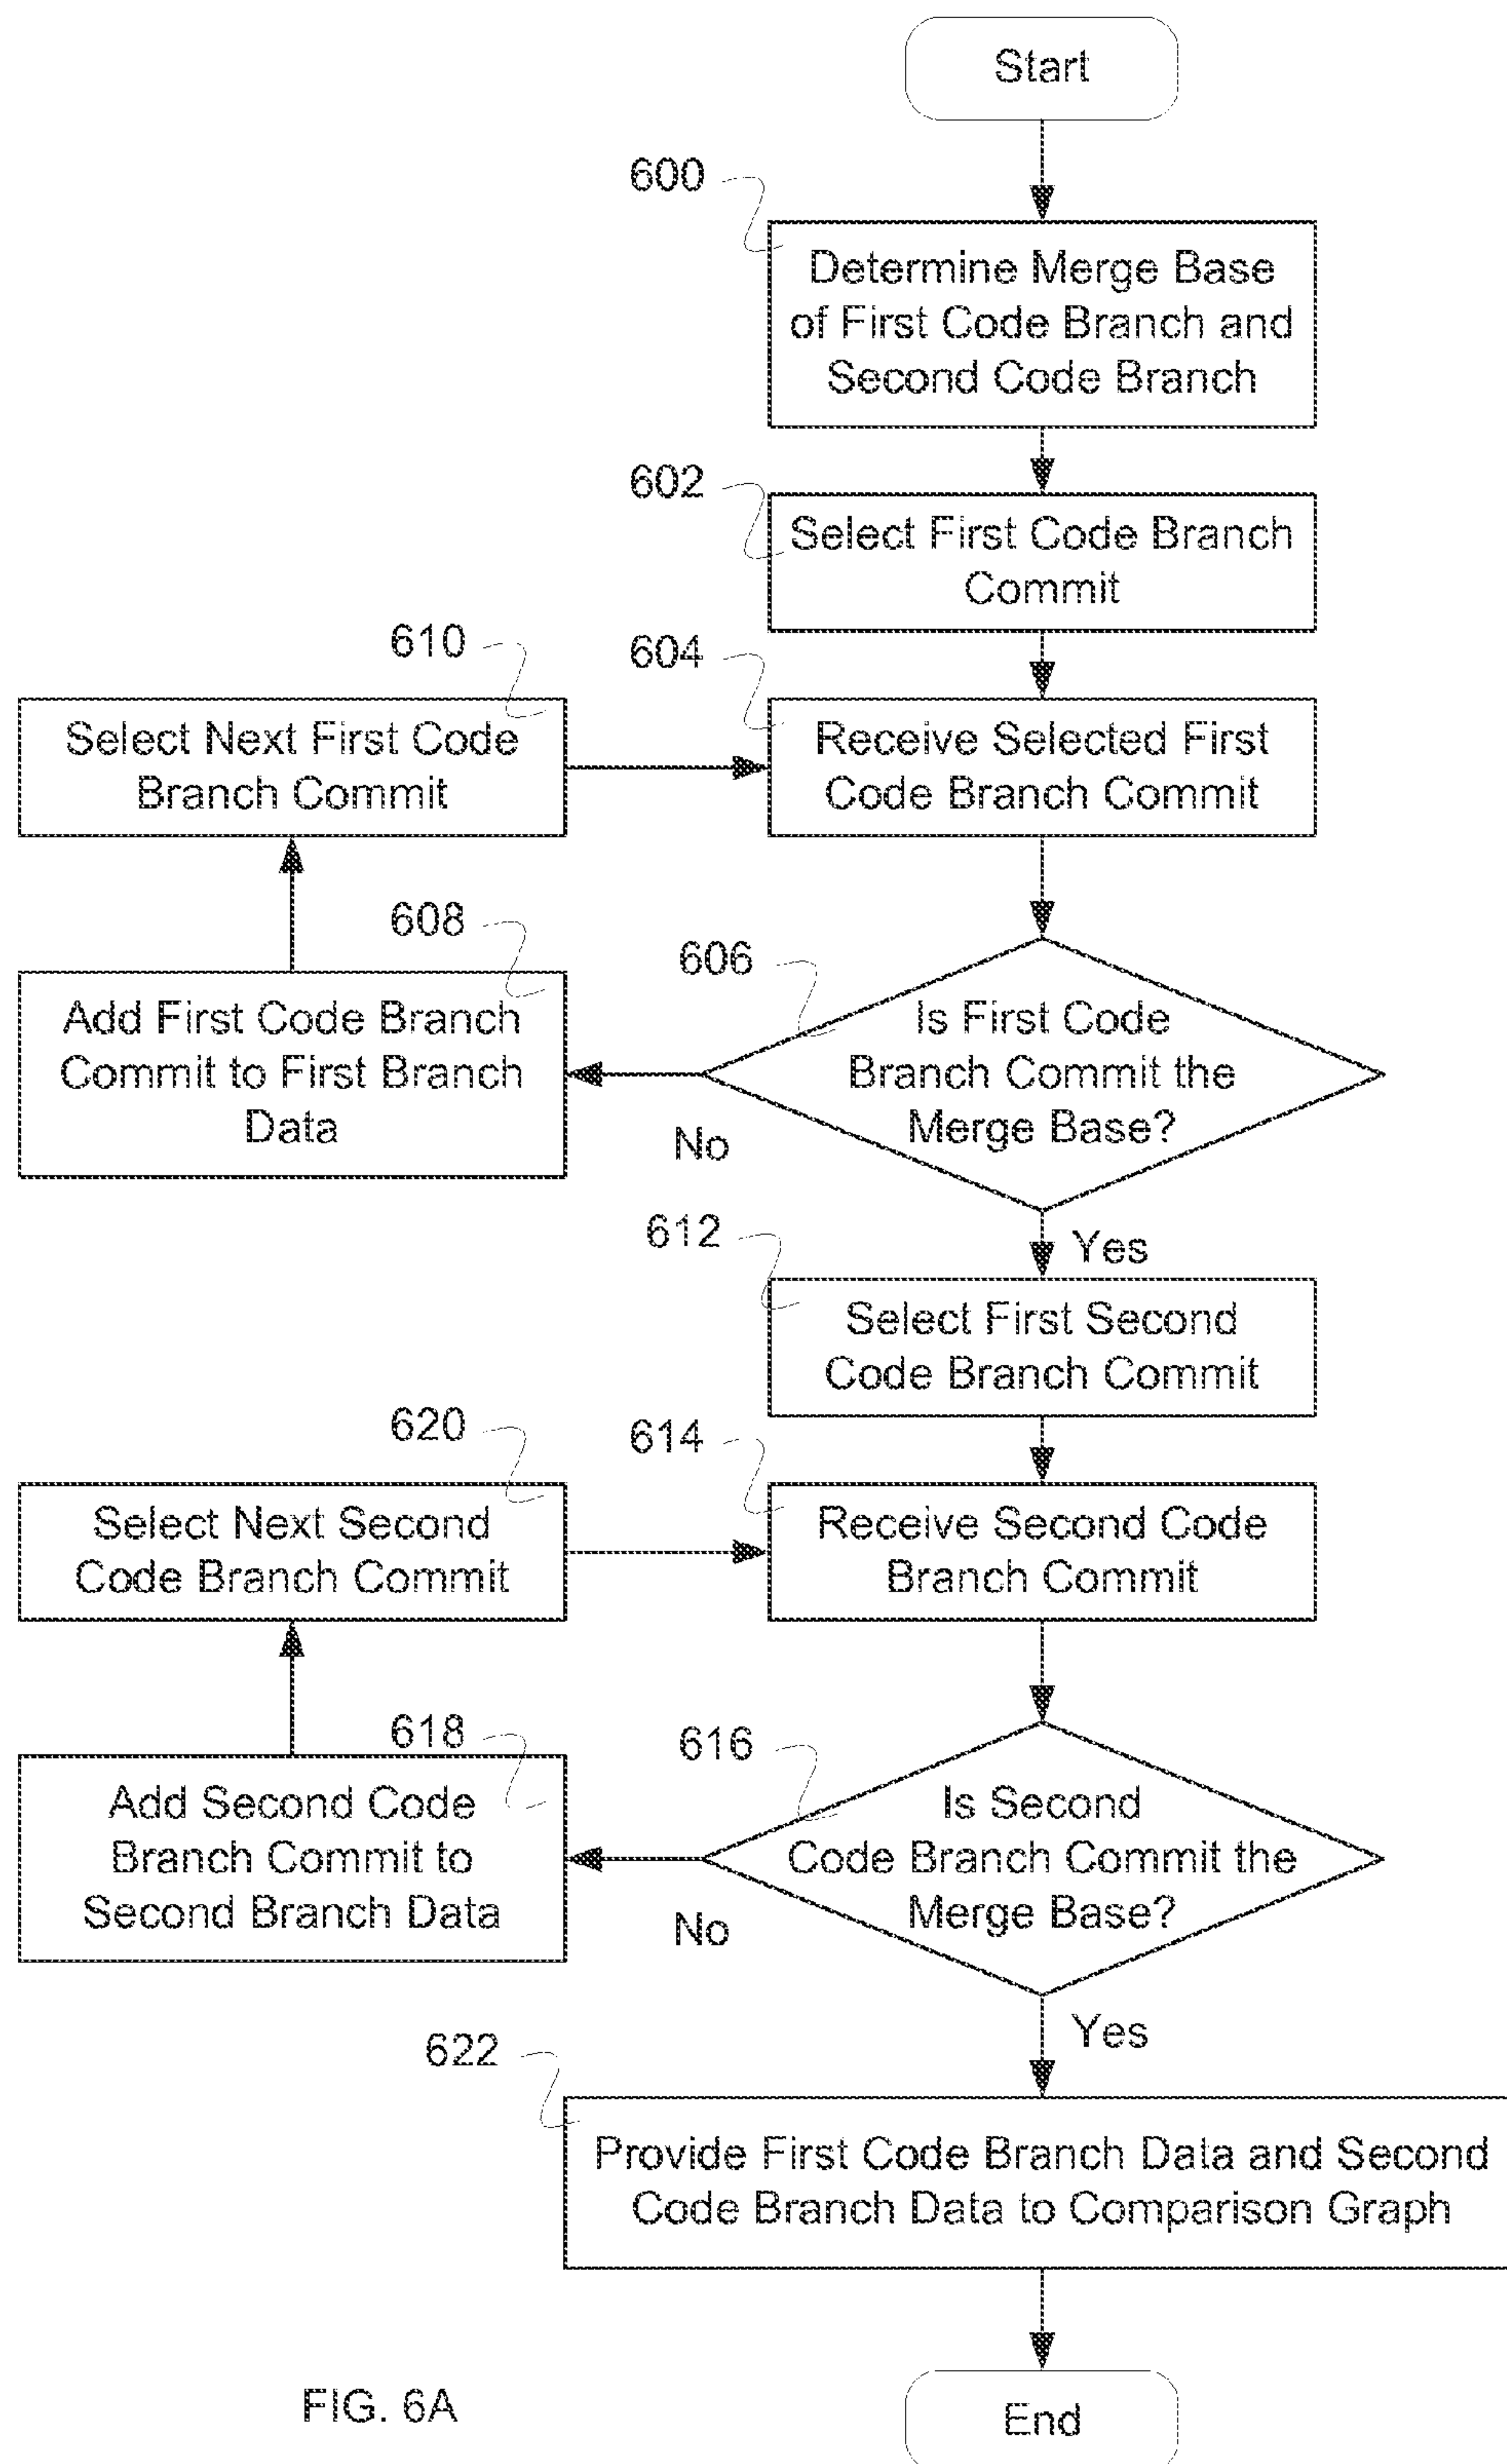 Start
600
Determine Merge Base
of First Code Branch and
Second Code Branch
602
Select First Code Branch
Commit
610
Select Next First Code
Branch Commit
604
Receive Selected First
Code Branch Commit
608
Add First Code Branch
Commit to First Branch
Data
606
Is First Code
Branch Commit the
Merge Base?
No
Yes
612
Select First Second
Code Branch Commit
620
Select Next Second
Code Branch Commit
614
Receive Second Code
Branch Commit
618
Add Second Code
Branch Commit to
Second Branch Data
616
Is Second
Code Branch Commit the
Merge Base?
No
Yes
622
Provide First Code Branch Data and Second
Code Branch Data to Comparison Graph
End
FIG. 6A